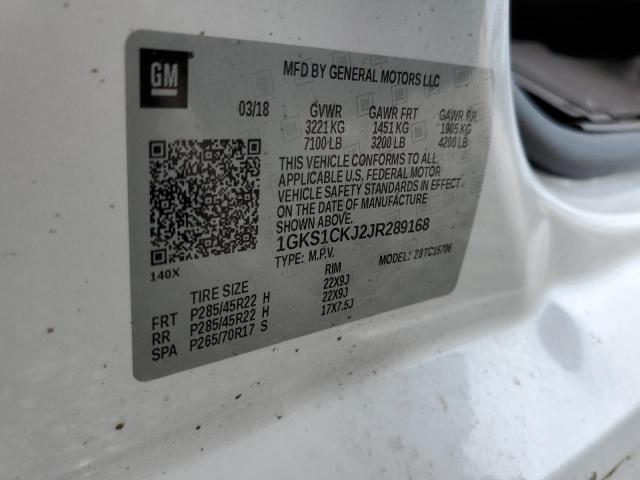 GM
MFD BY GENERAL MOTORS LLC
03/18 GVWR GAWR FRT GAWR RR
3221 KG 1451 KG 1905 KG
7100 LB 3200 LB 4200 LB
THIS VEHICLE CONFORMS TO ALL
APPLICABLE U.S. FEDERAL MOTOR
VEHICLE SAFETY STANDARDS IN EFFECT
ON THE DATE OF MANUFACTURE
SHOWN ABOVE.
1GKS1CKJ2JR289168
TYPE: M.P.V. MODEL: 28TC15706
140X
TIRE SIZE RIM
FRT P285/45R22 H 22X9J
RR P285/45R22 H 22X9J
SPA P265/70R17 S 17X7.5J